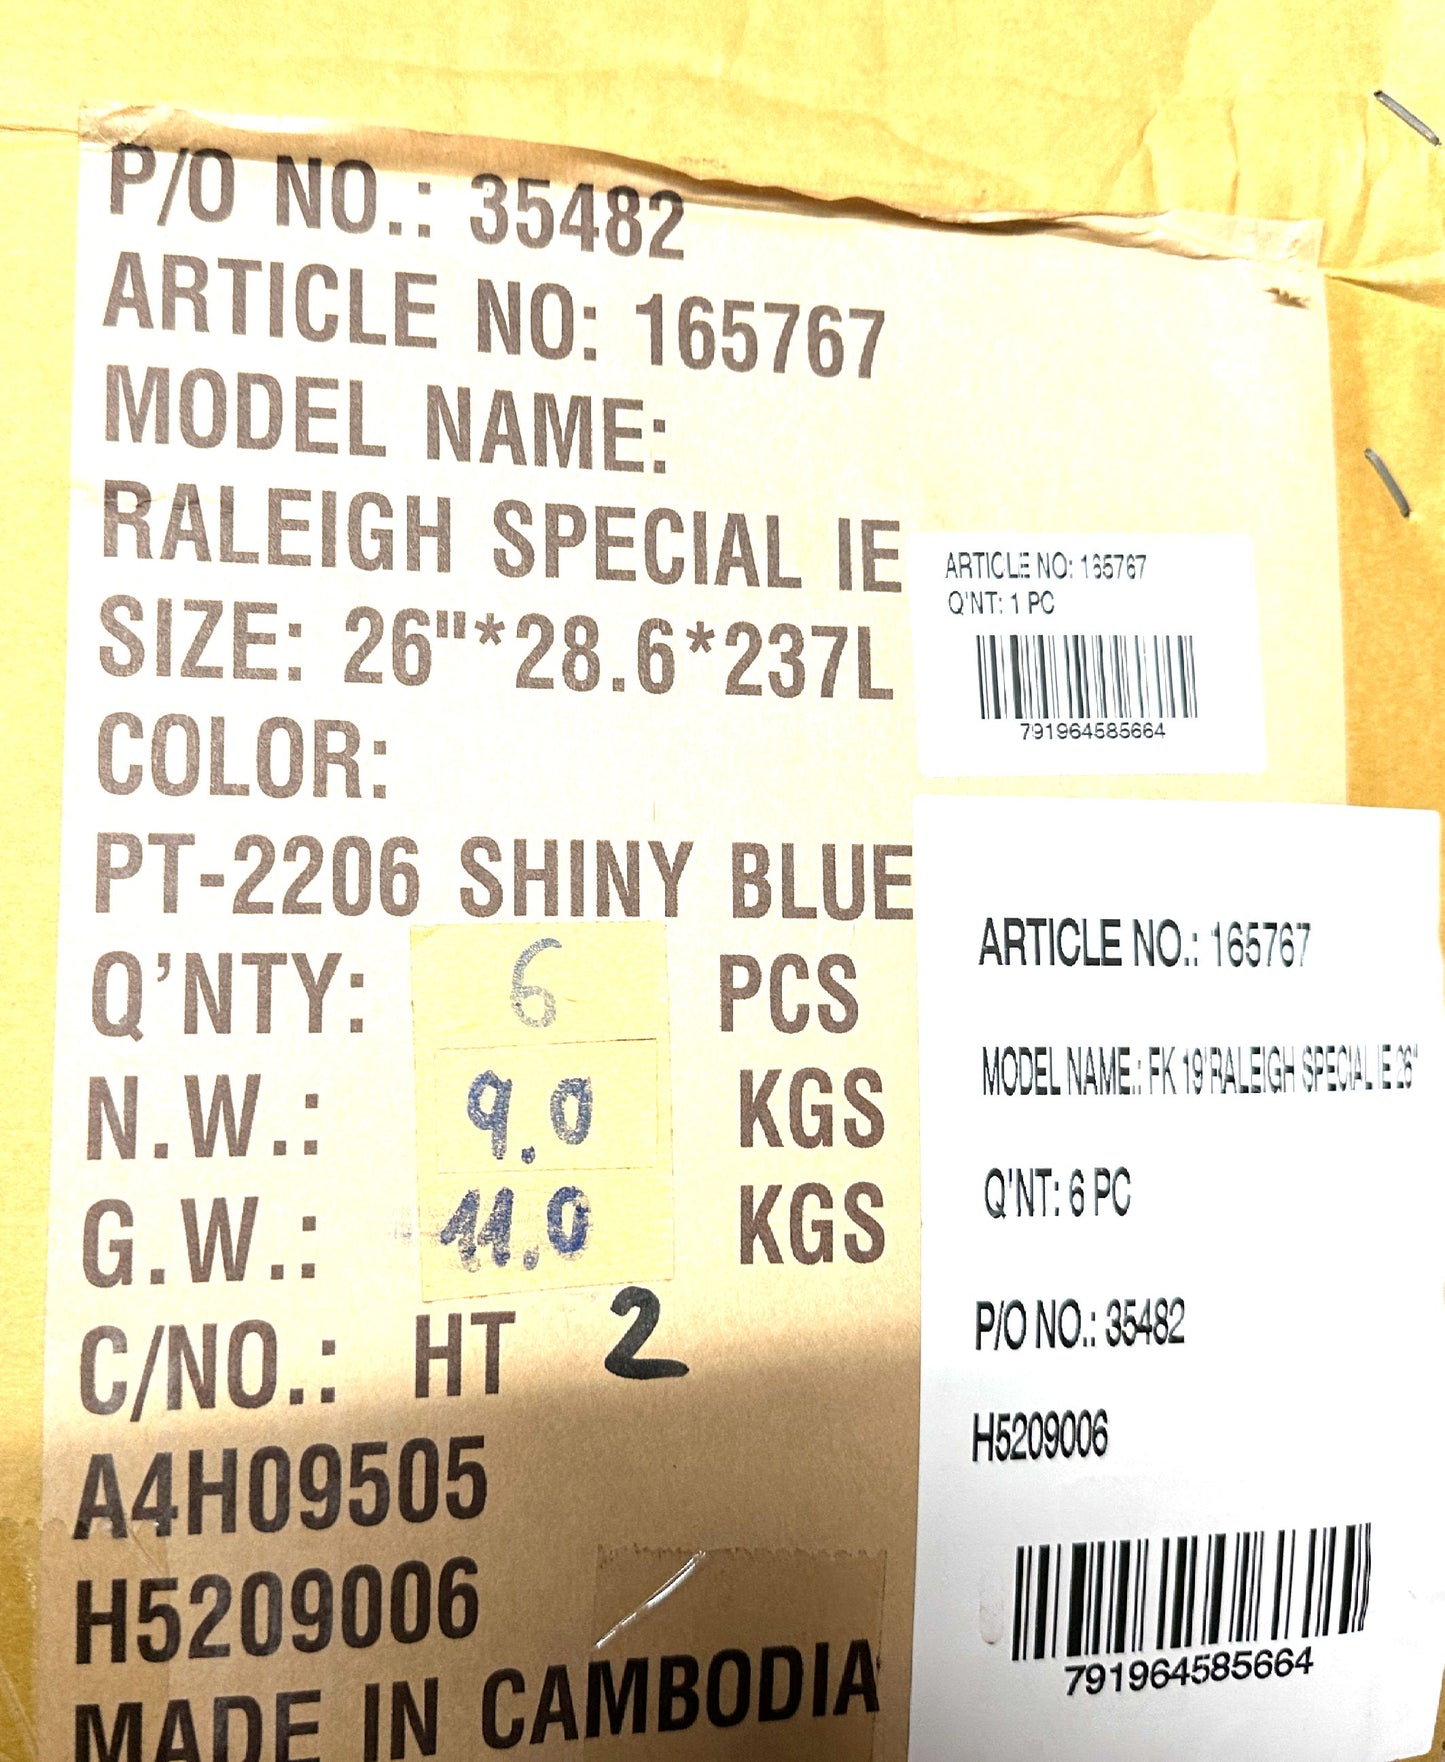 P/O NO.: 35482
ARTICLE NO: 165767
MODEL NAME:
RALEIGH SPECIAL IE
SIZE: 26"*28.6*237L
COLOR:
PT-2206 SHINY BLUE
Q'NTY: 6 PCS
N.W.: 9.0 KGS
G.W.: 11.0 KGS
C/NO.: HT 2
A4H09505
H5209006
MADE IN CAMBODIA
ARTICLE NO: 165767
Q'NT: 1 PC
791964585664
ARTICLE NO.: 165767
MODEL NAME.: FK 19'RALEIGH SPECIAL IE 26"
Q'NT: 6 PC
P/O NO.: 35482
H5209006
791964585664